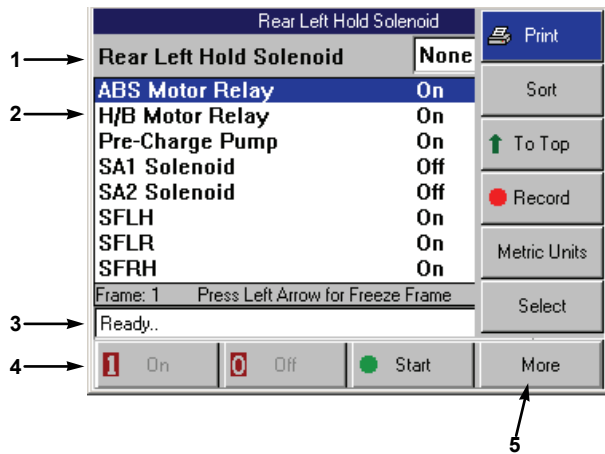 Rear Left Hold Solenoid
Print
1 Rear Left Hold Solenoid None
ABS Motor Relay On
Sort
2 H/B Motor Relay On
Pre-Charge Pump On
To Top
SA1 Solenoid Off
SA2 Solenoid Off
Record
SFLH On
SFLR On
Metric Units
SFRH On
Frame: 1 Press Left Arrow for Freeze Frame
Select
3 Ready..
4 1 On 0 Off Start More
5